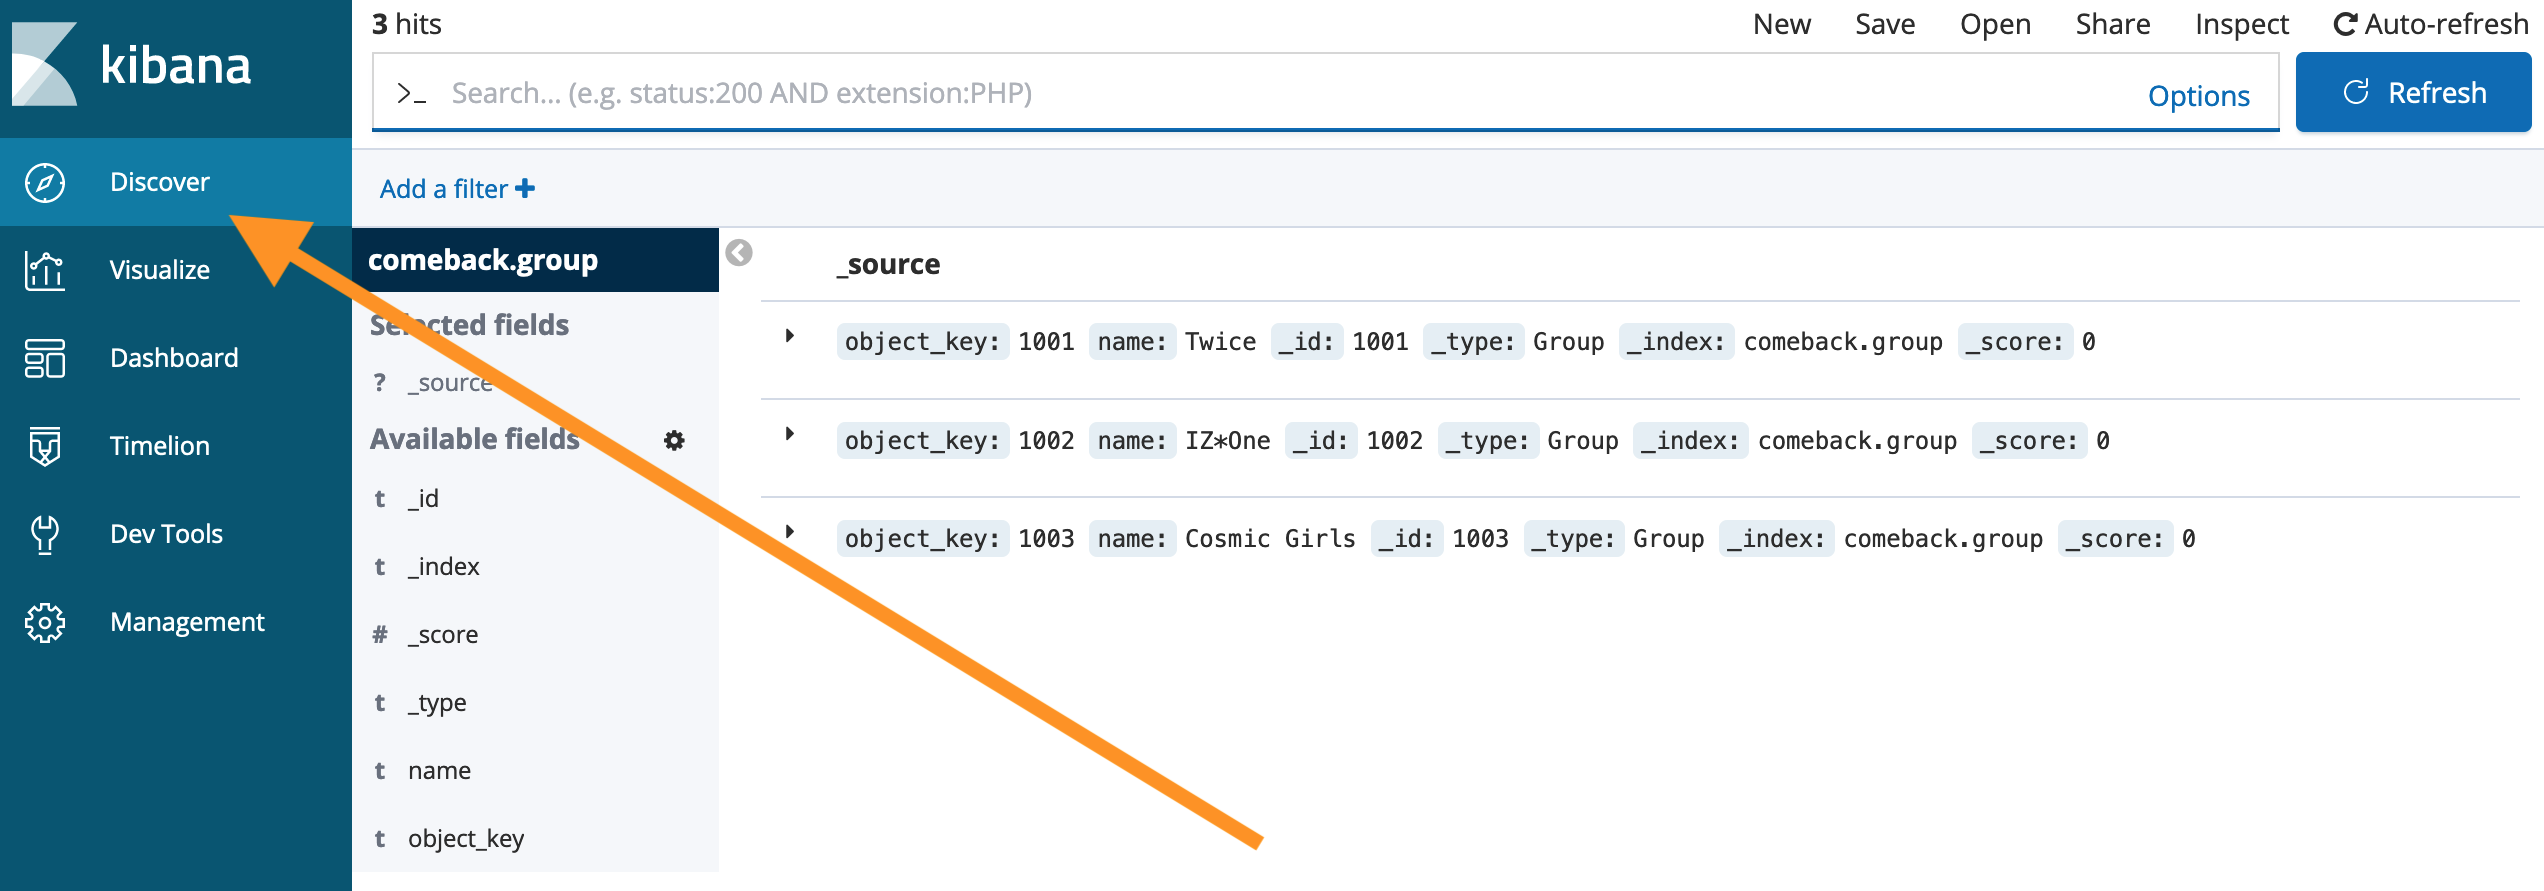 kibana
Discover
Visualize
Dashboard
Timelion
Dev Tools
Management
3 hits
New Save Open Share Inspect Auto-refresh
>_ Search... (e.g. status:200 AND extension:PHP) Options Refresh
Add a filter +
comeback.group
Selected fields
? _source
Available fields
t _id
t _index
# _score
t _type
t name
t object_key
_source
object_key: 1001 name: Twice _id: 1001 _type: Group _index: comeback.group _score: 0
object_key: 1002 name: IZ*One _id: 1002 _type: Group _index: comeback.group _score: 0
object_key: 1003 name: Cosmic Girls _id: 1003 _type: Group _index: comeback.group _score: 0